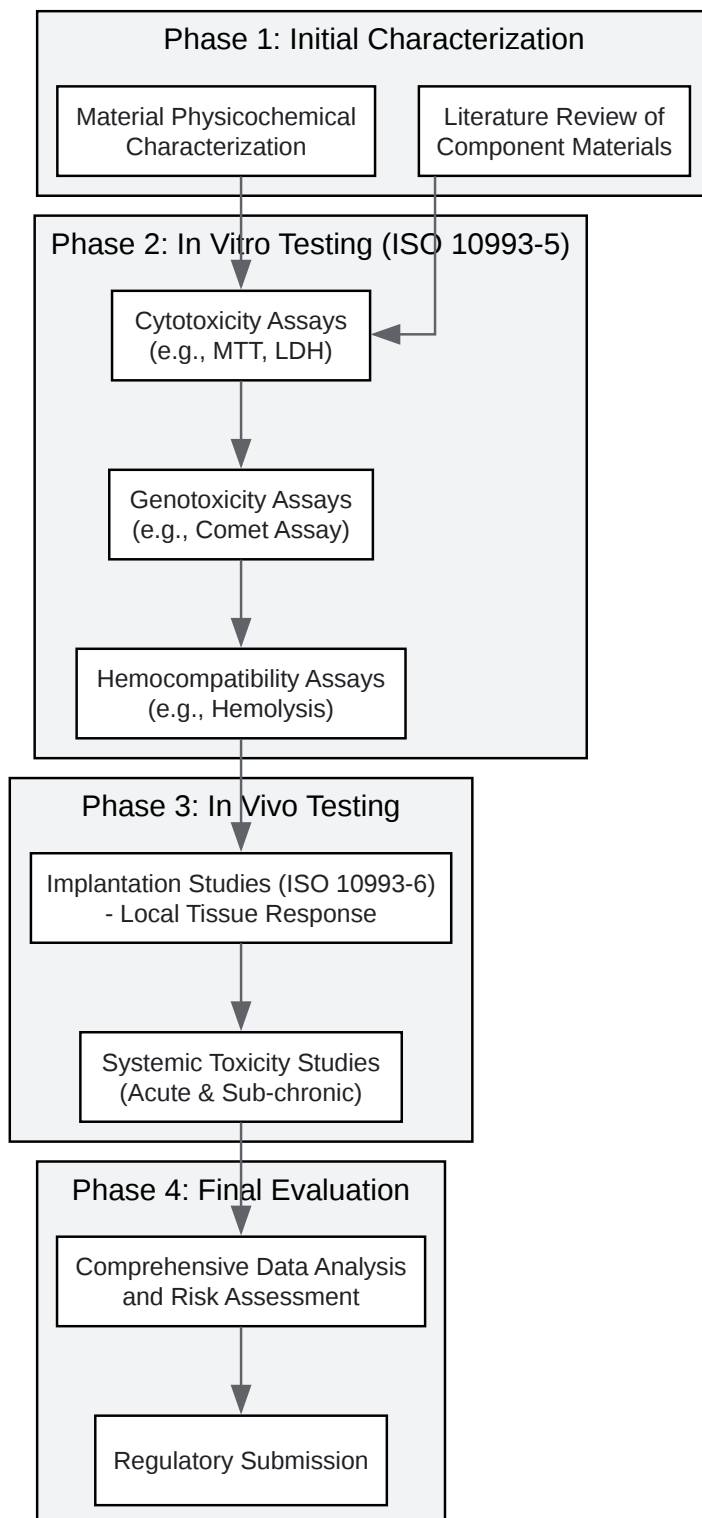 Phase 1: Initial Characterization
Material Physicochemical
Characterization
Literature Review of
Component Materials
Phase 2: In Vitro Testing (ISO 10993-5)
Cytotoxicity Assays
(e.g., MTT, LDH)
Genotoxicity Assays
(e.g., Comet Assay)
Hemocompatibility Assays
(e.g., Hemolysis)
Phase 3: In Vivo Testing
Implantation Studies (ISO 10993-6)
- Local Tissue Response
Systemic Toxicity Studies
(Acute & Sub-chronic)
Phase 4: Final Evaluation
Comprehensive Data Analysis
and Risk Assessment
Regulatory Submission